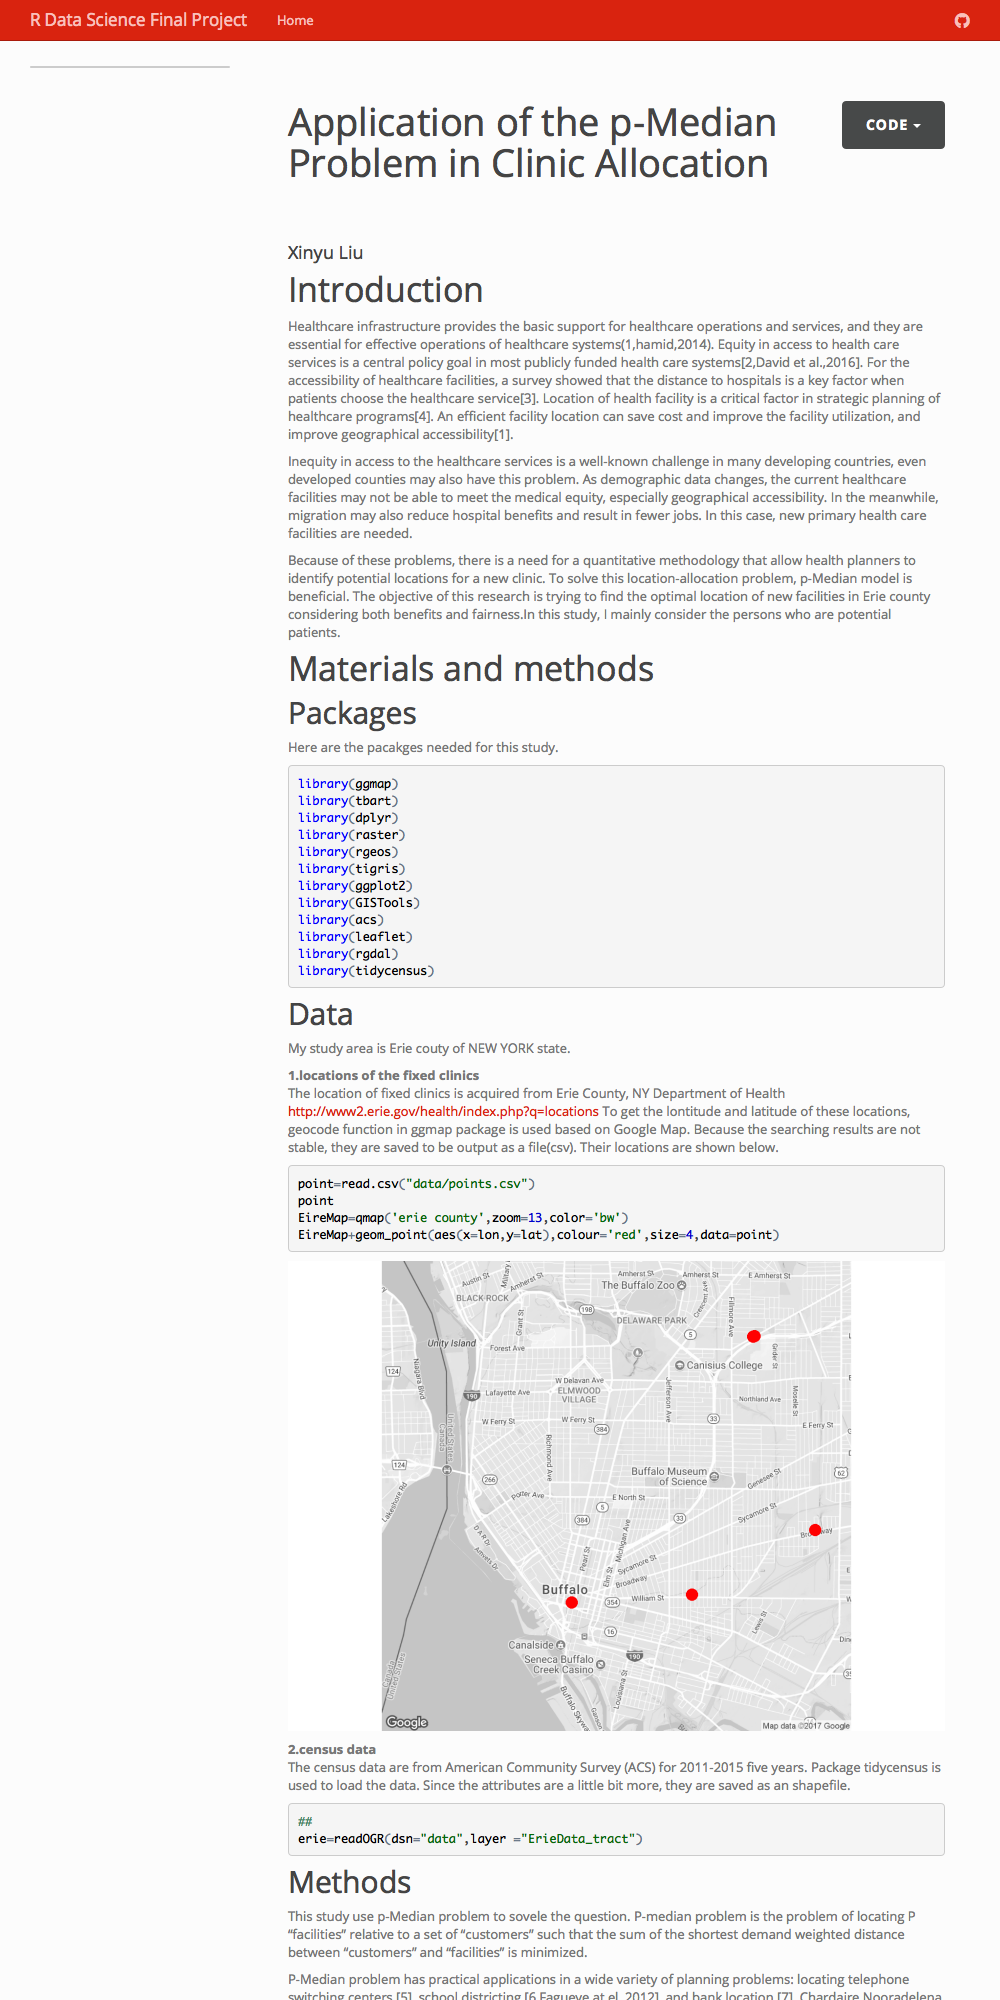 R Data Science Final Project Home
Application of the p-Median
Problem in Clinic Allocation
CODE
Xinyu Liu
Introduction
Healthcare infrastructure provides the basic support for healthcare operations and services, and they are
essential for effective operations of healthcare systems(1,hamid,2014). Equity in access to health care
services is a central policy goal in most publicly funded health care systems[2,David et al.,2016]. For the
accessibility of healthcare facilities, a survey showed that the distance to hospitals is a key factor when
patients choose the healthcare service[3]. Location of health facility is a critical factor in strategic planning of
healthcare programs[4]. An efficient facility location can save cost and improve the facility utilization, and
improve geographical accessibility[1].
Inequity in access to the healthcare services is a well-known challenge in many developing countries, even
developed counties may also have this problem. As demographic data changes, the current healthcare
facilities may not be able to meet the medical equity, especially geographical accessibility. In the meanwhile,
migration may also reduce hospital benefits and result in fewer jobs. In this case, new primary health care
facilities are needed.
Because of these problems, there is a need for a quantitative methodology that allow health planners to
identify potential locations for a new clinic. To solve this location-allocation problem, p-Median model is
beneficial. The objective of this research is trying to find the optimal location of new facilities in Erie county
considering both benefits and fairness.In this study, I mainly consider the persons who are potential
patients.
Materials and methods
Packages
Here are the pacakges needed for this study.
library(ggmap)
library(tbart)
library(dplyr)
library(raster)
library(rgeos)
library(tigris)
library(ggplot2)
library(GISTools)
library(acs)
library(leaflet)
library(rgdal)
library(tidycensus)
Data
My study area is Erie couty of NEW YORK state.
1.locations of the fixed clinics
The location of fixed clinics is acquired from Erie County, NY Department of Health
http://www2.erie.gov/health/index.php?q=locations To get the lontitude and latitude of these locations,
geocode function in ggmap package is used based on Google Map. Because the searching results are not
stable, they are saved to be output as a file(csv). Their locations are shown below.
point=read.csv("data/points.csv")
point
EireMap=qmap('erie county',zoom=13,color='bw')
EireMap+geom_point(aes(x=lon,y=lat),colour='red',size=4,data=point)
Austin St
Military
Amherst St
Amherst St
Amherst St
E Amherst St
The Buffalo Zoo
BLACK ROCK
Crescent Ave
Fillmore Ave
Grant St
198
DELAWARE PARK
5
Unity Island
Forest Ave
Grider St
Canisius College
Niagara Blvd
124
W Delavan Ave
ELMWOOD
VILLAGE
Jefferson Ave
190
Lafayette Ave
Northland Ave
Moselle St
United States
Canada
W Ferry St
W Ferry St
384
33
E Ferry St
Richmond Ave
124
266
Buffalo Museum
of Science
Genesee St
62
Lakeshore Rd
Porter Ave
E North St
5
384
33
Sycamore St
D.A.R. Dr
Michigan Ave
Pearl St
Elm St
Sycamore St
Broadway
Buffalo
354
William St
Lewis St
16
Canalside
Seneca Buffalo
Creek Casino
190
Louisiana St
Canada
United States
Buffalo Skyway
Ganson
Google
Map data ©2017 Google
2.census data
The census data are from American Community Survey (ACS) for 2011-2015 five years. Package tidycensus is
used to load the data. Since the attributes are a little bit more, they are saved as an shapefile.
##
erie=readOGR(dsn="data",layer ="ErieData_tract")
Methods
This study use p-Median problem to sovele the question. P-median problem is the problem of locating P
“facilities” relative to a set of “customers” such that the sum of the shortest demand weighted distance
between “customers” and “facilities” is minimized.
P-Median problem has practical applications in a wide variety of planning problems: locating telephone
switching centers [5], school districting [6,Fagueye at el. 2012], and bank location [7]. Chardaire Nooradelena